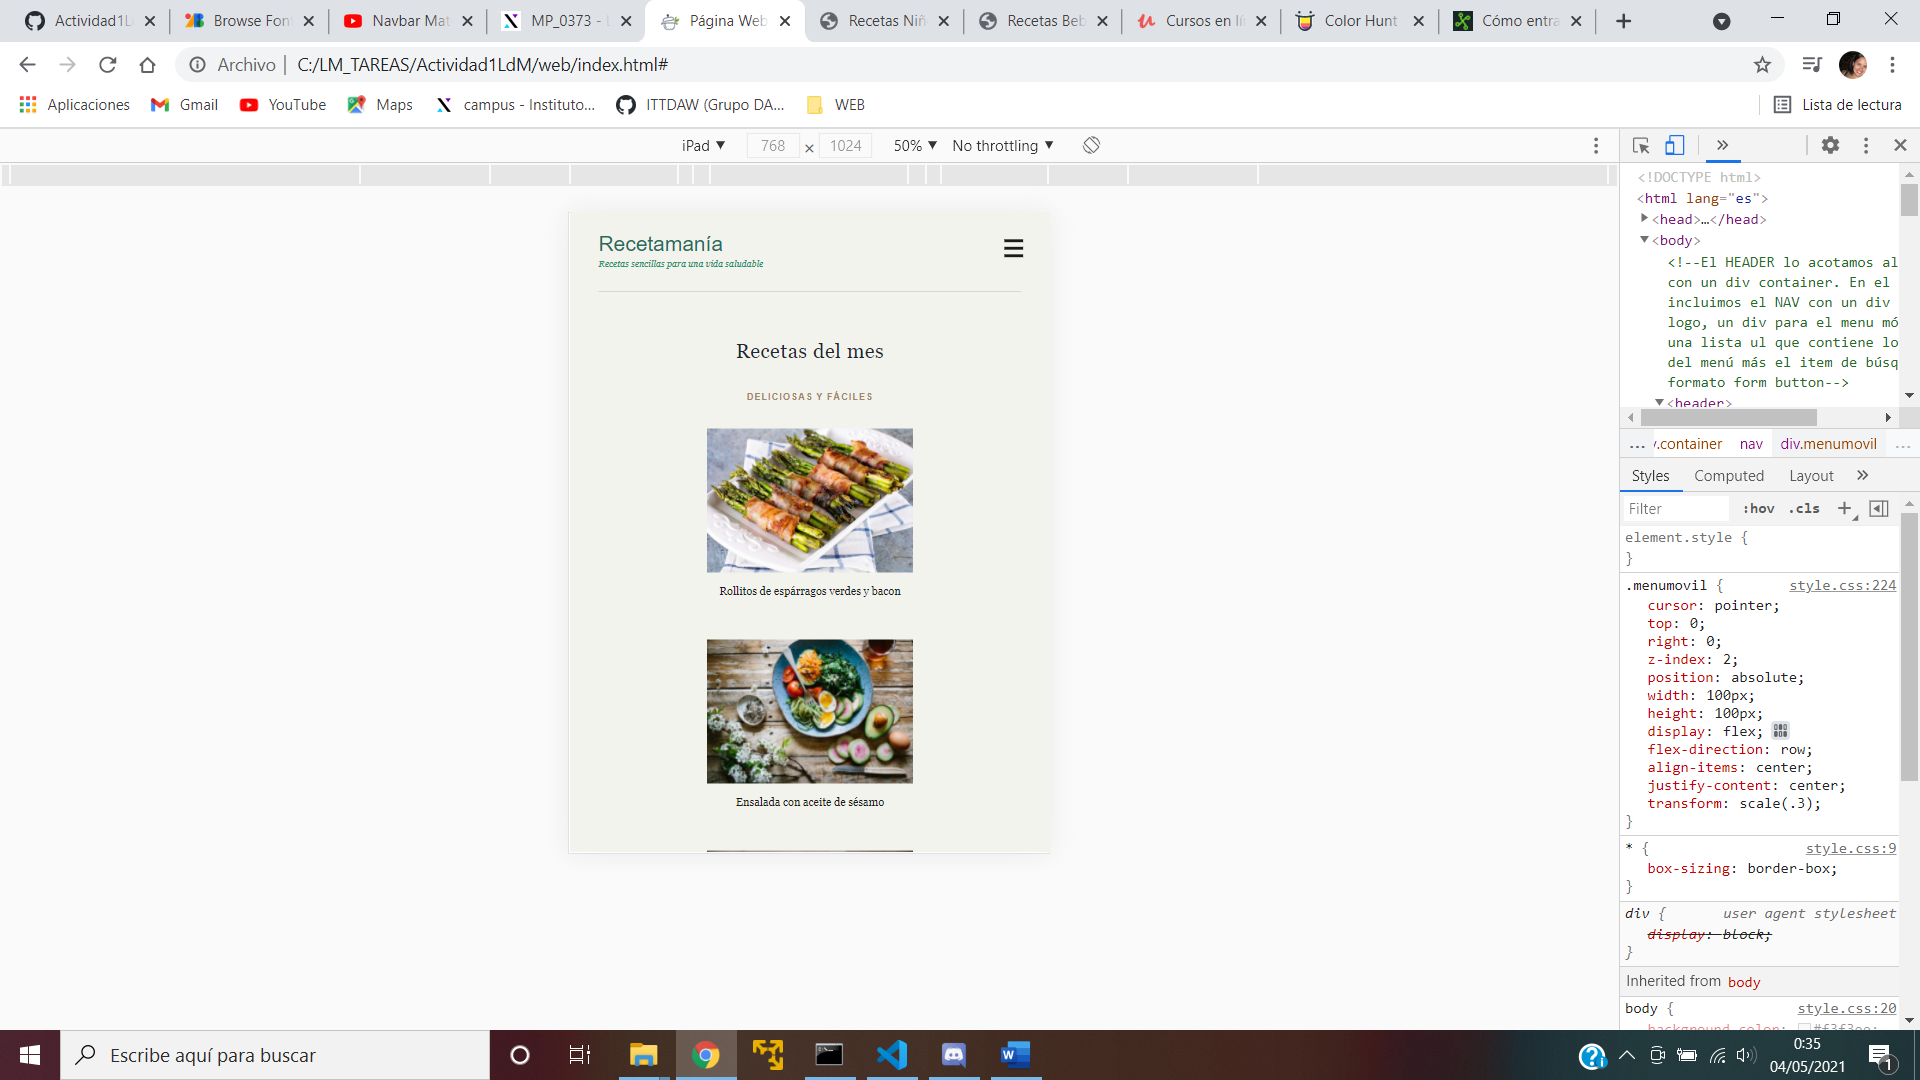 Actividad1L
Browse Font
Navbar Mat
MP_0373 - L
Página Web
Recetas Niñ
Recetas Beb
Cursos en lí
Color Hunt
Cómo entra
Archivo | C:/LM_TAREAS/Actividad1LdM/web/index.html#
Aplicaciones
Gmail
YouTube
Maps
campus - Instituto...
ITTDAW (Grupo DA...
WEB
Lista de lectura
iPad ▼ 768 × 1024 50% ▼ No throttling ▼
Recetamanía
Recetas sencillas para una vida saludable
Recetas del mes
DELICIOSAS Y FÁCILES
Rollitos de espárragos verdes y bacon
Ensalada con aceite de sésamo
<!DOCTYPE html>
<html lang="es">
<head>…</head>
<body>
<!--El HEADER lo acotamos al
con un div container. En el
incluimos el NAV con un div
logo, un div para el menu mó
una lista ul que contiene lo
del menú más el item de búsq
formato form button-->
<header>
... v.container nav div.menumovil ...
Styles Computed Layout »
Filter :hov .cls +
element.style {
}
.menumovil { style.css:224
cursor: pointer;
top: 0;
right: 0;
z-index: 2;
position: absolute;
width: 100px;
height: 100px;
display: flex;
flex-direction: row;
align-items: center;
justify-content: center;
transform: scale(.3);
}
* { style.css:9
box-sizing: border-box;
}
div { user agent stylesheet
display: block;
}
Inherited from body
body { style.css:20
background-color: #f3f3ee;
Escribe aquí para buscar
0:35
04/05/2021
1